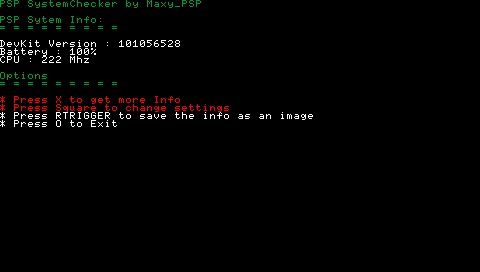 PSP SystemChecker by Maxy_PSP
PSP Sytem Info:
= = = = = = = = =
DevKit Version : 101056528
Battery : 100%
CPU : 222 Mhz
Options
= = = = = = = = =
* Press X to get more Info
* Press Square to change settings
* Press RTRIGGER to save the info as an image
* Press O to Exit